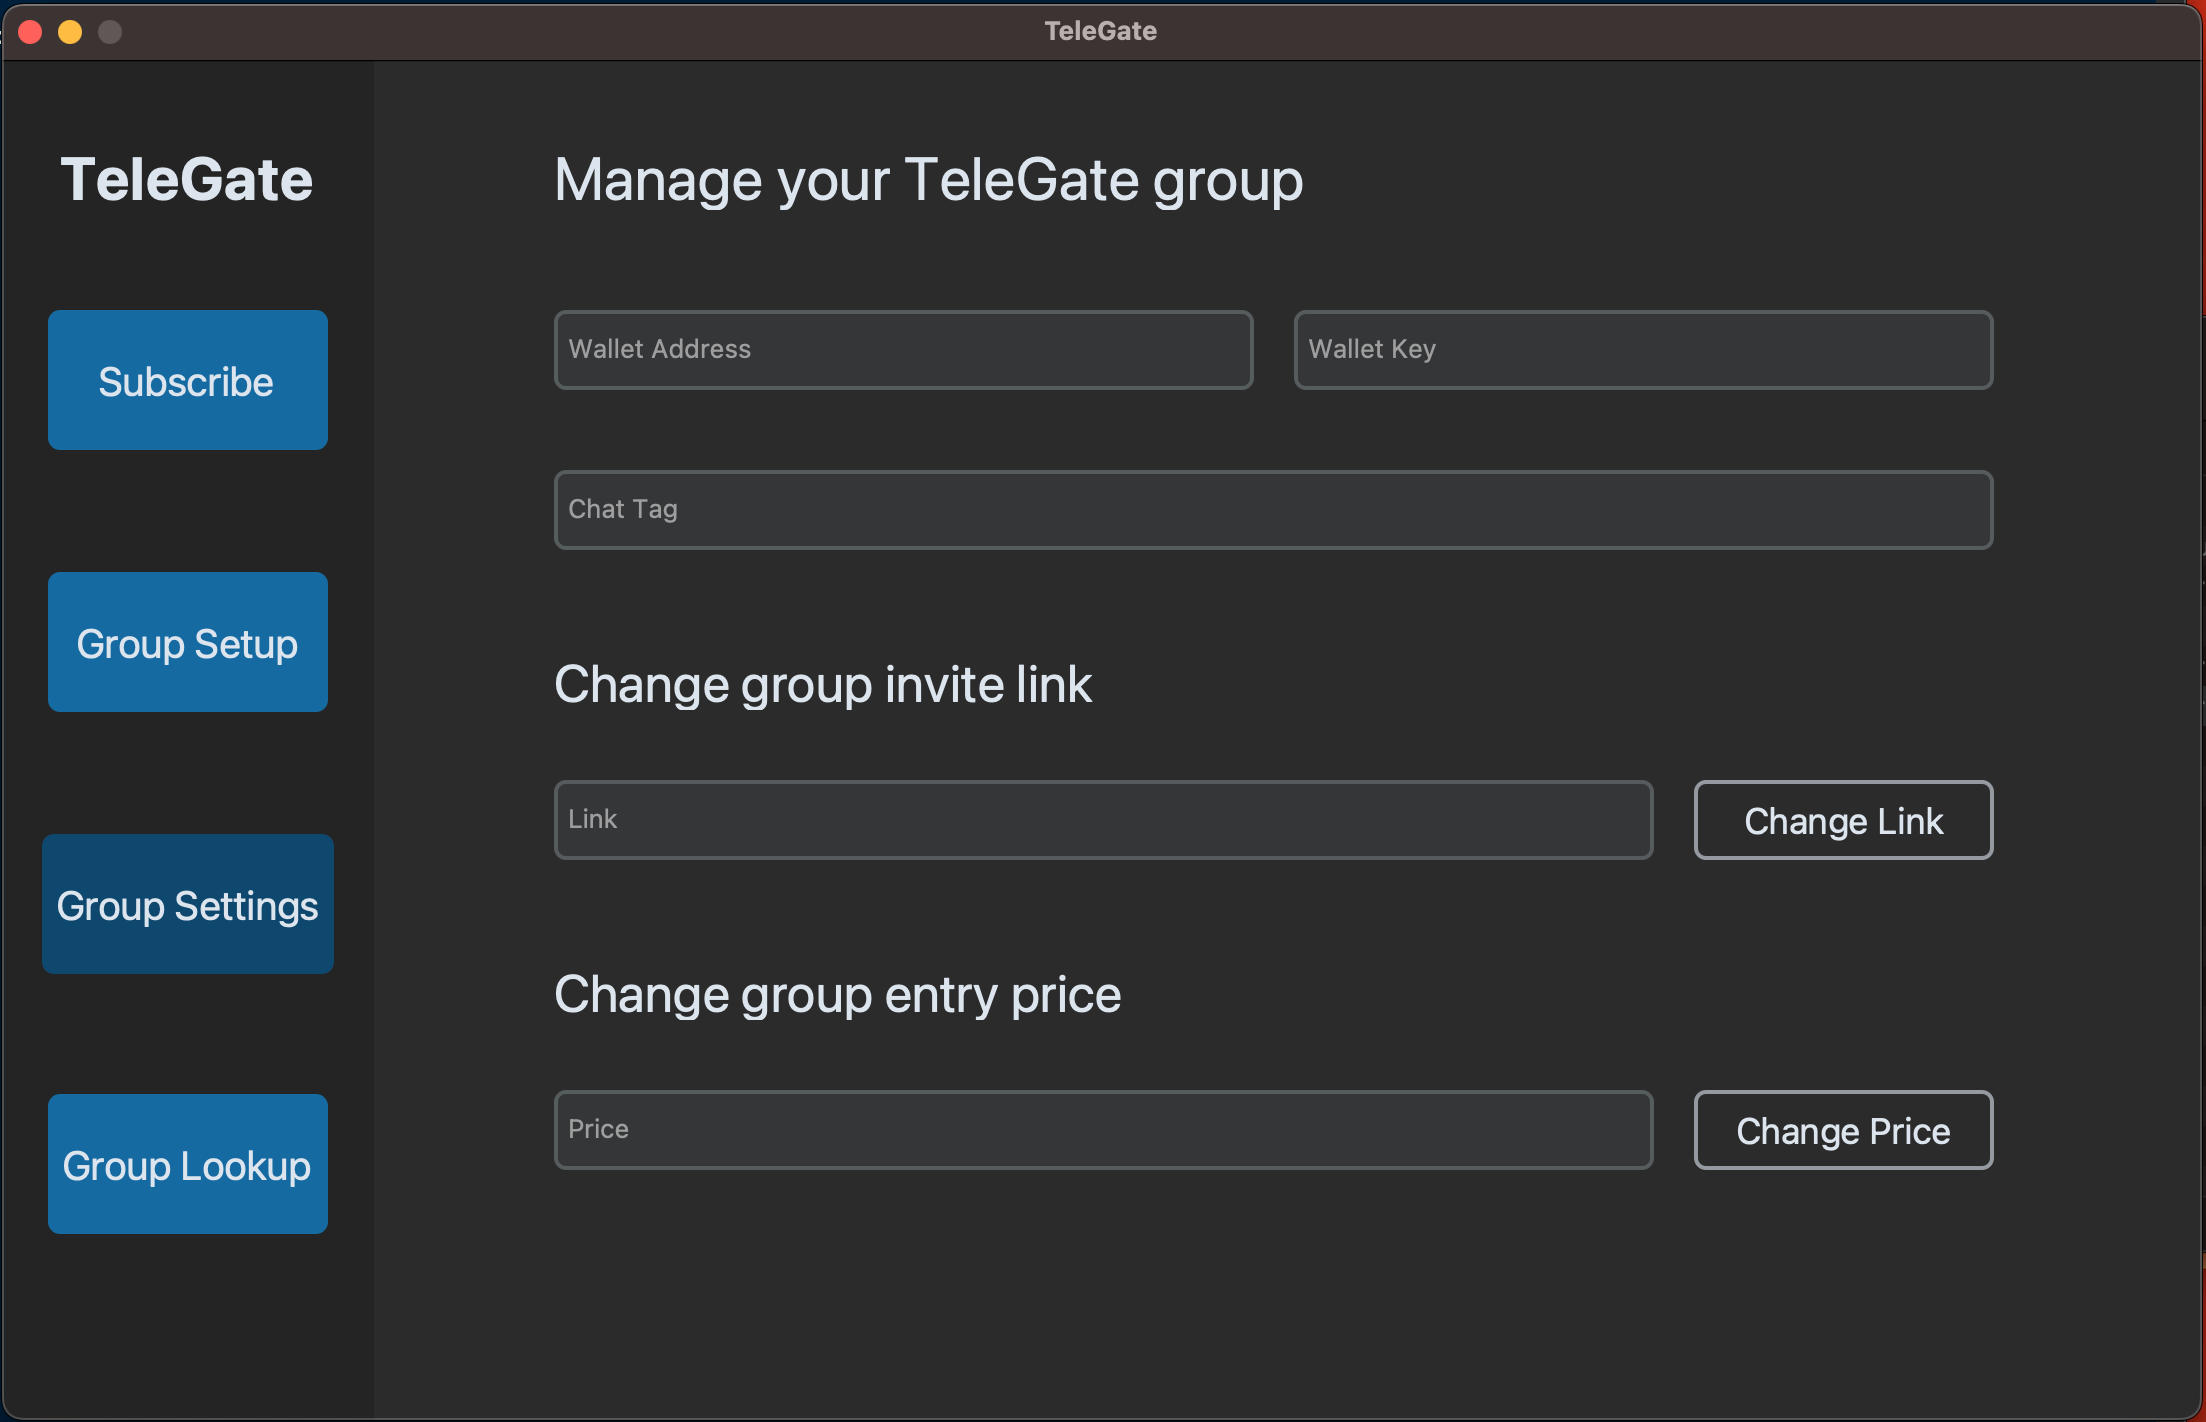 TeleGate
TeleGate
Subscribe
Group Setup
Group Settings
Group Lookup
Manage your TeleGate group
Wallet Address
Wallet Key
Chat Tag
Change group invite link
Link
Change Link
Change group entry price
Price
Change Price